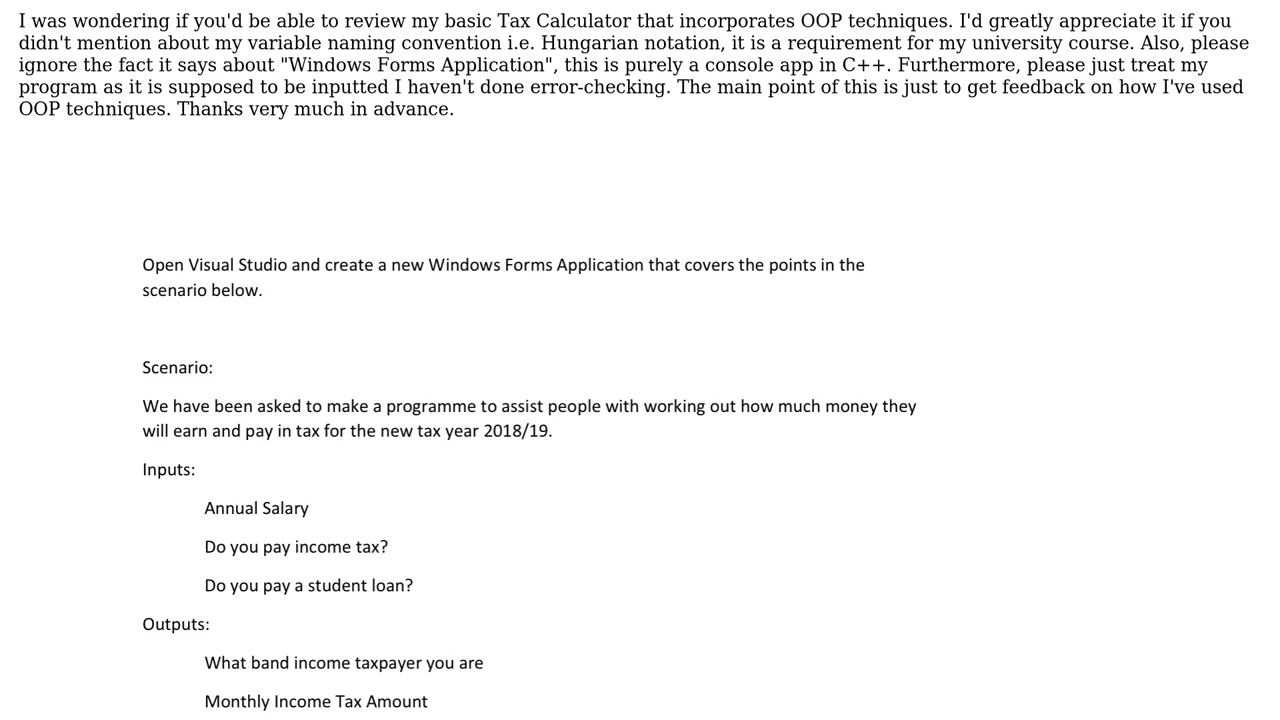 I was wondering if you'd be able to review my basic Tax Calculator that incorporates OOP techniques. I'd greatly appreciate it if you
didn't mention about my variable naming convention i.e. Hungarian notation, it is a requirement for my university course. Also, please
ignore the fact it says about "Windows Forms Application", this is purely a console app in C++. Furthermore, please just treat my
program as it is supposed to be inputted I haven't done error-checking. The main point of this is just to get feedback on how I've used
OOP techniques. Thanks very much in advance.
Open Visual Studio and create a new Windows Forms Application that covers the points in the
scenario below.
Scenario:
We have been asked to make a programme to assist people with working out how much money they
will earn and pay in tax for the new tax year 2018/19.
Inputs:
Annual Salary
Do you pay income tax?
Do you pay a student loan?
Outputs:
What band income taxpayer you are
Monthly Income Tax Amount